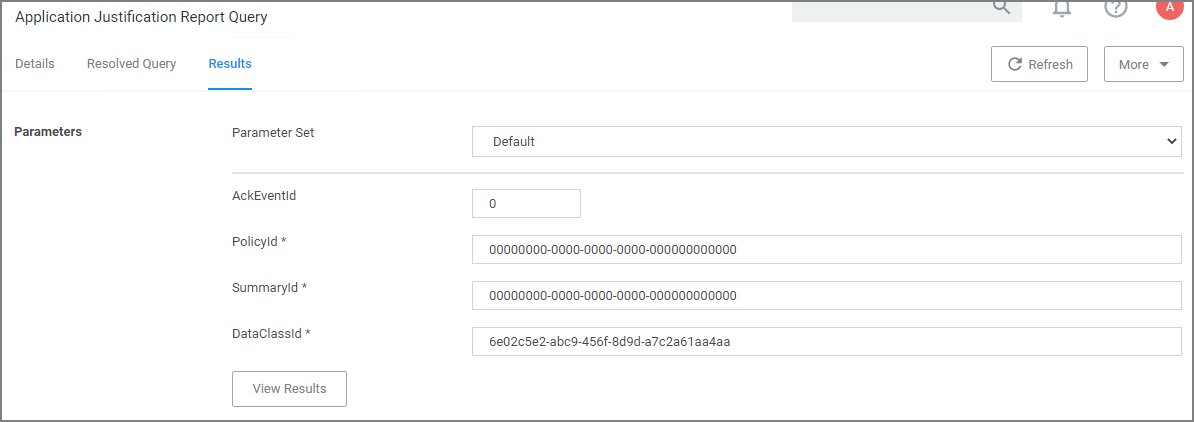 Application Justification Report Query
A
Details Resolved Query Results Refresh More
Parameters Parameter Set Default
AckEventId 0
PolicyId * 00000000-0000-0000-0000-000000000000
SummaryId * 00000000-0000-0000-0000-000000000000
DataClassId * 6e02c5e2-abc9-456f-8d9d-a7c2a61aa4aa
View Results